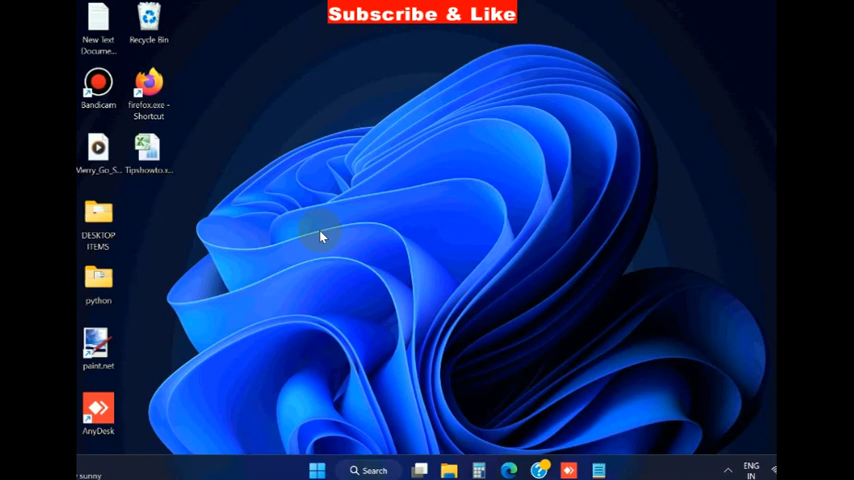 Subscribe & Like
New Text
Docume...
Recycle Bin
Bandicam
firefox.exe -
Shortcut
Merry_Go_S...
Tipshowto.x...
DESKTOP
ITEMS
python
paint.net
AnyDesk
sunny
Search
ENG
IN